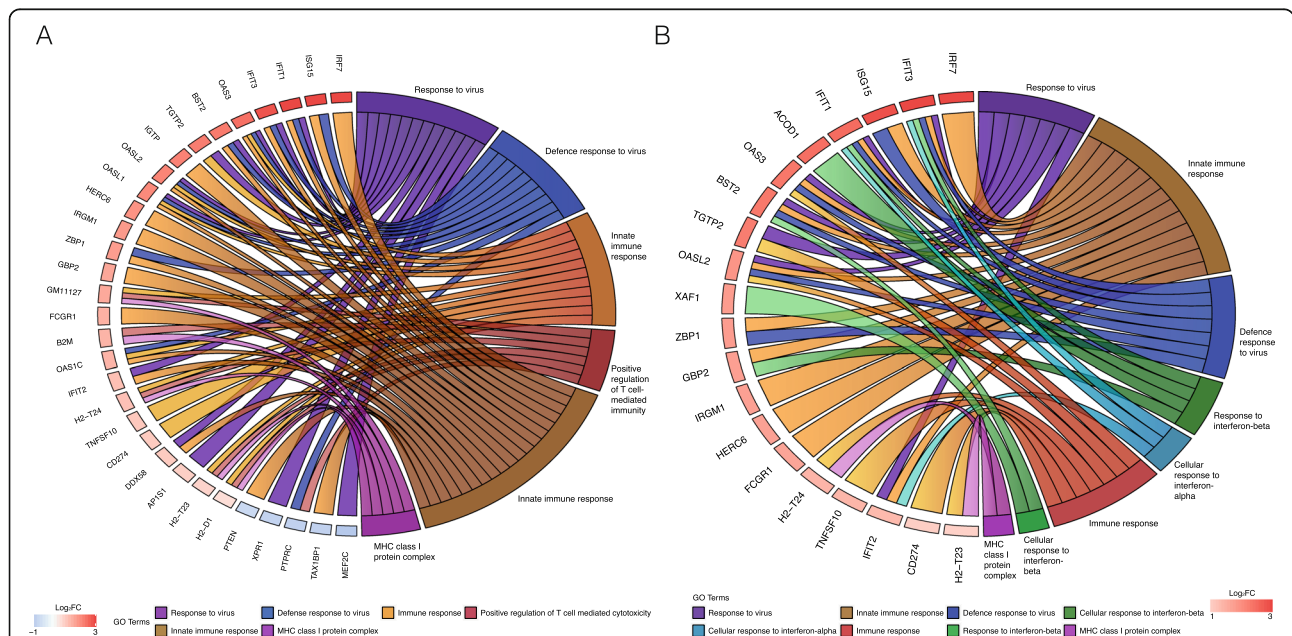 A
IRF7
ISG15
IFIT1
IFIT3
OAS3
BST2
TGTP2
IGTP
OASL2
OASL1
HERC6
IRGM1
ZBP1
GBP2
GM11127
FCGR1
B2M
OAS1C
IFIT2
H2-T24
TNFSF10
CD274
DDX58
AP1S1
H2-T23
H2-D1
PTEN
XPR1
PTPRC
TAX1BP1
MEF2C
Response to virus
Defence response to virus
Innate
immune
response
Positive
regulation
of T cell-
mediated
immunity
Innate immune response
MHC class I
protein complex
Log₂FC
-1
3
GO Terms
Response to virus
Defense response to virus
Immune response
Positive regulation of T cell mediated cytotoxicity
Innate immune response
MHC class I protein complex
B
IRF7
IFIT3
ISG15
IFIT1
ACOD1
OAS3
BST2
TGTP2
OASL2
XAF1
ZBP1
GBP2
IRGM1
HERC6
FCGR1
H2-T24
TNFSF10
IFIT2
CD274
H2-T23
Response to virus
Innate immune
response
Defence
response
to virus
Response to
interferon-beta
Cellular
response to
interferon-
alpha
Immune response
Cellular
response to
interferon-
beta
MHC
class I
protein
complex
GO Terms
Response to virus
Innate immune response
Defence response to virus
Cellular response to interferon-beta
Cellular response to interferon-alpha
Immune response
Response to interferon-beta
MHC class I protein complex
Log₂FC
1
3